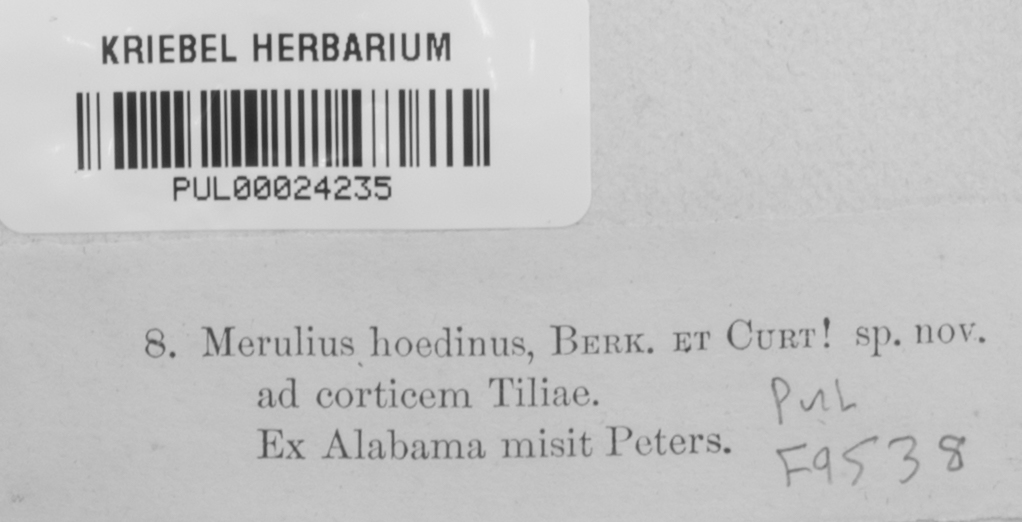 KRIEBEL HERBARIUM
PUL00024235
8. Merulius hoedinus, BERK. ET CURT! sp. nov.
ad corticem Tiliae.
Ex Alabama misit Peters.
PUL
F9538